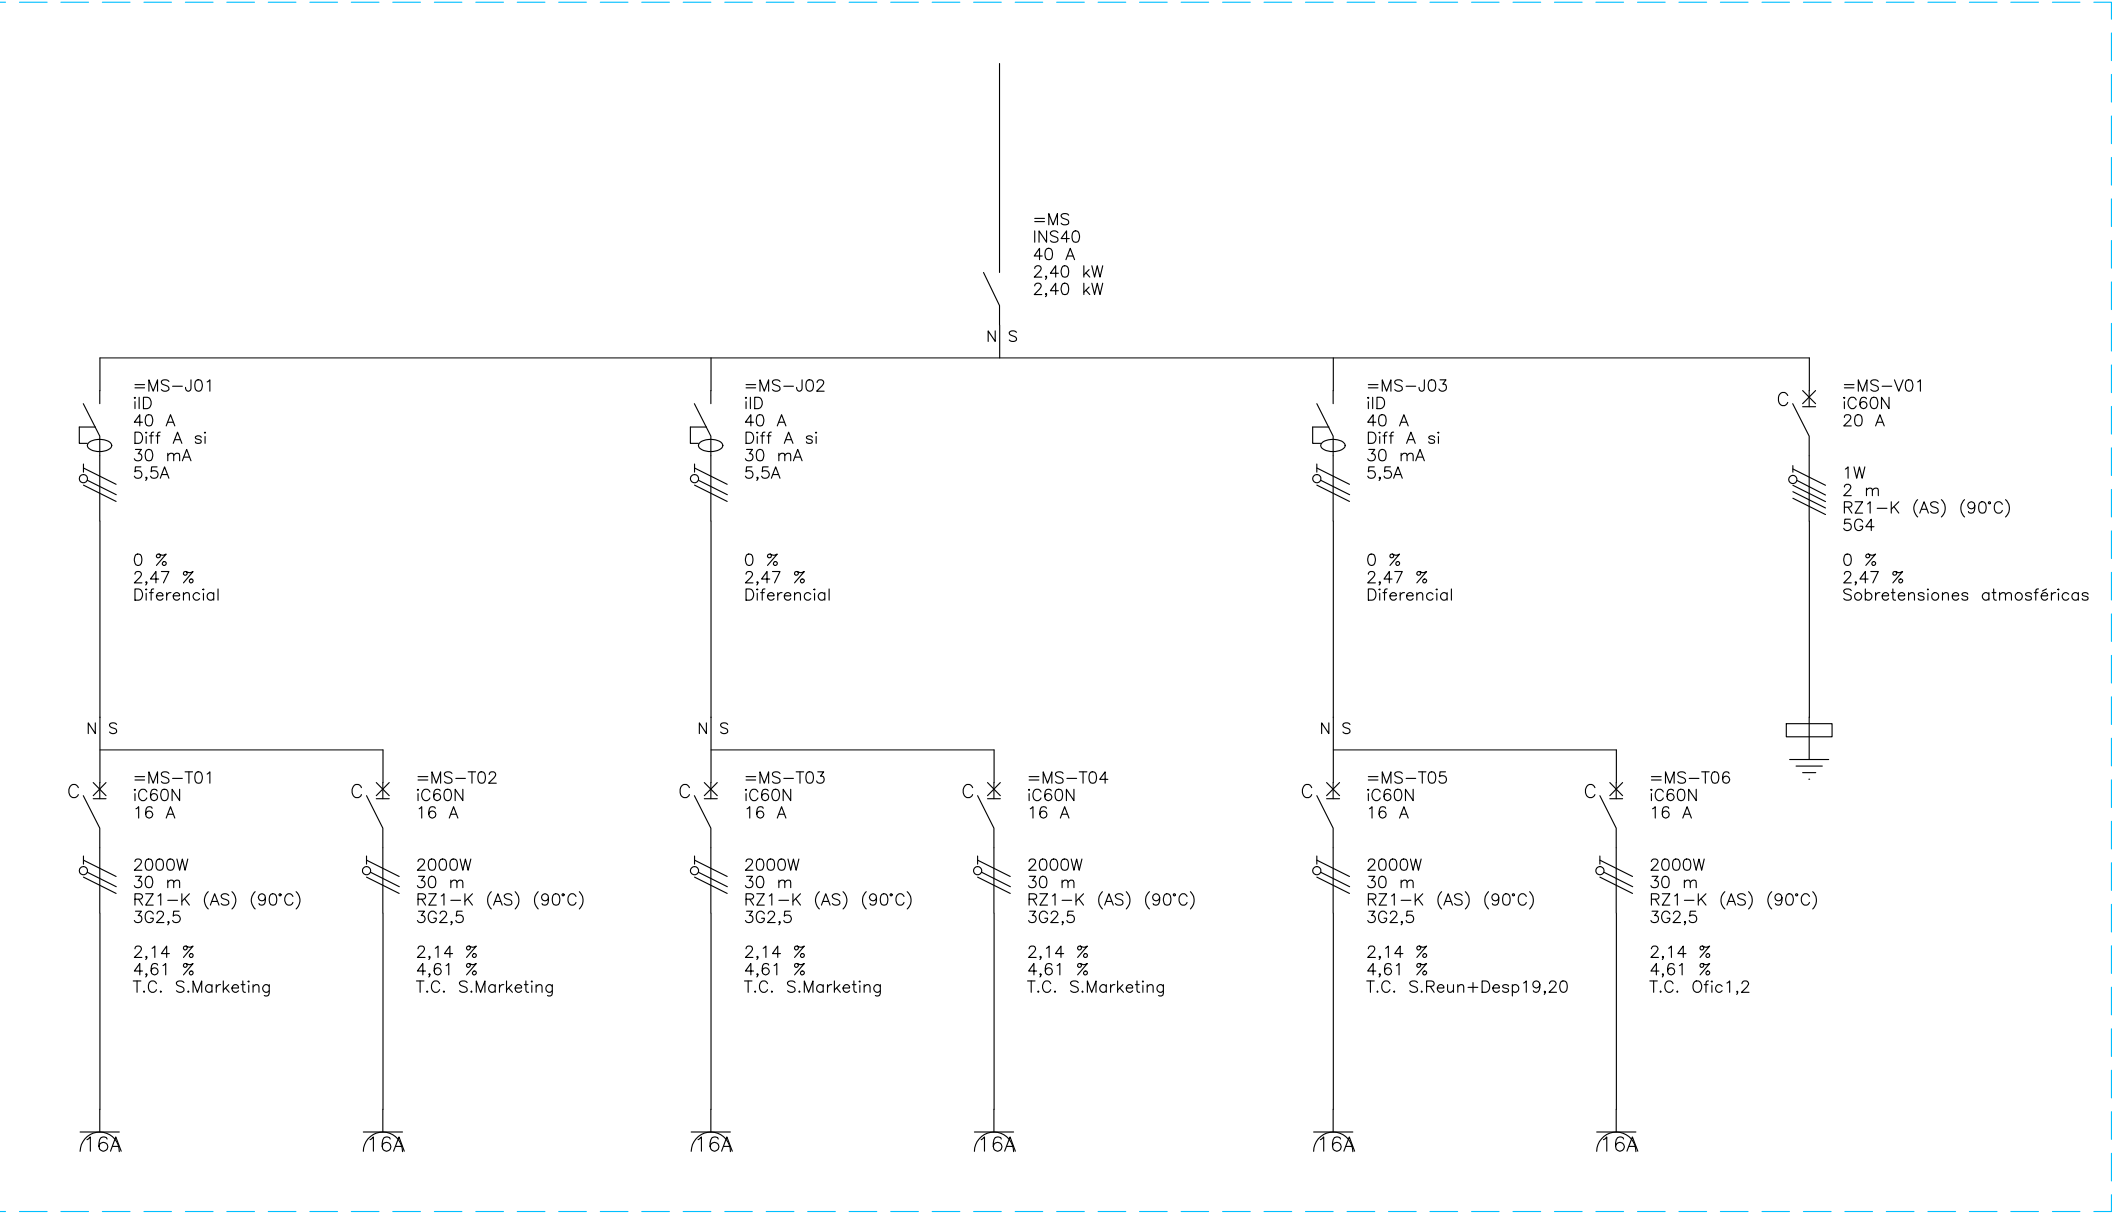 =MS
INS40
40 A
2,40 kW
2,40 kW
N S
=MS-J01
iID
40 A
Diff A si
30 mA
5,5A
0 %
2,47 %
Diferencial
=MS-J02
iID
40 A
Diff A si
30 mA
5,5A
0 %
2,47 %
Diferencial
=MS-J03
iID
40 A
Diff A si
30 mA
5,5A
0 %
2,47 %
Diferencial
C
=MS-V01
iC60N
20 A
1W
2 m
RZ1-K (AS) (90°C)
5G4
0 %
2,47 %
Sobretensiones atmosféricas
N S
N S
N S
C
=MS-T01
iC60N
16 A
2000W
30 m
RZ1-K (AS) (90°C)
3G2,5
2,14 %
4,61 %
T.C. S.Marketing
16A
C
=MS-T02
iC60N
16 A
2000W
30 m
RZ1-K (AS) (90°C)
3G2,5
2,14 %
4,61 %
T.C. S.Marketing
16A
C
=MS-T03
iC60N
16 A
2000W
30 m
RZ1-K (AS) (90°C)
3G2,5
2,14 %
4,61 %
T.C. S.Marketing
16A
C
=MS-T04
iC60N
16 A
2000W
30 m
RZ1-K (AS) (90°C)
3G2,5
2,14 %
4,61 %
T.C. S.Marketing
16A
C
=MS-T05
iC60N
16 A
2000W
30 m
RZ1-K (AS) (90°C)
3G2,5
2,14 %
4,61 %
T.C. S.Reun+Desp19,20
16A
C
=MS-T06
iC60N
16 A
2000W
30 m
RZ1-K (AS) (90°C)
3G2,5
2,14 %
4,61 %
T.C. Ofic1,2
16A